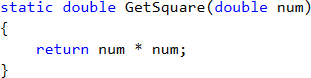 static double GetSquare(double num)
{
    return num * num;
}